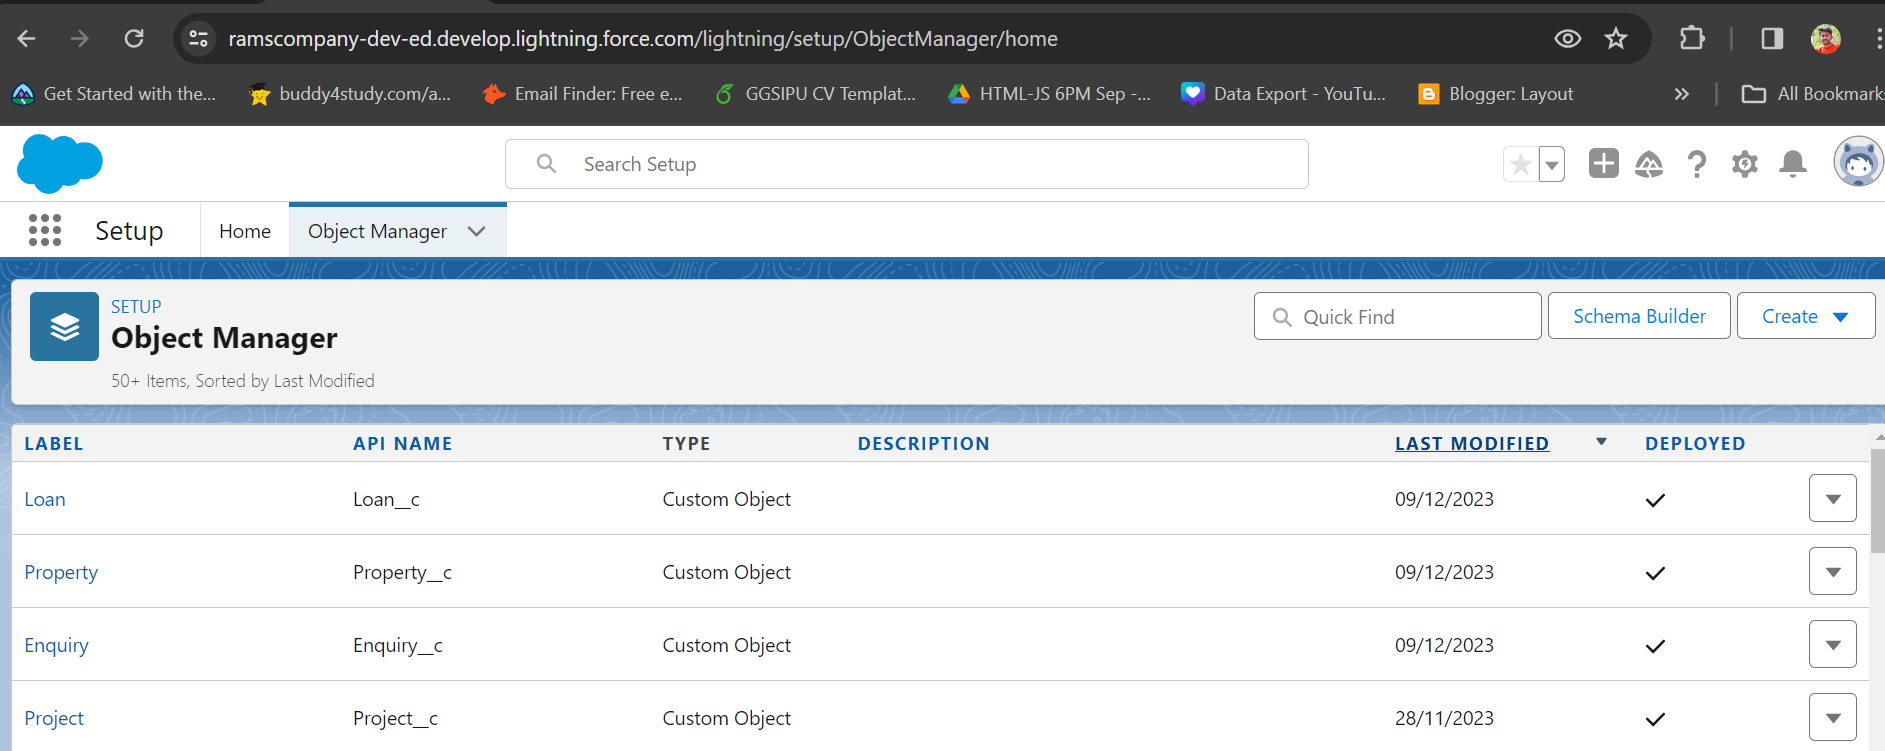 ramscompany-dev-ed.develop.lightning.force.com/lightning/setup/ObjectManager/home
Get Started with the... buddy4study.com/a... Email Finder: Free e... GGSIPU CV Templat... HTML-JS 6PM Sep -... Data Export - YouTu... Blogger: Layout » All Bookmarks
Search Setup
Setup Home Object Manager
SETUP
Object Manager
50+ Items, Sorted by Last Modified
Quick Find Schema Builder Create
LABEL API NAME TYPE DESCRIPTION LAST MODIFIED DEPLOYED
Loan Loan__c Custom Object 09/12/2023
Property Property__c Custom Object 09/12/2023
Enquiry Enquiry__c Custom Object 09/12/2023
Project Project__c Custom Object 28/11/2023